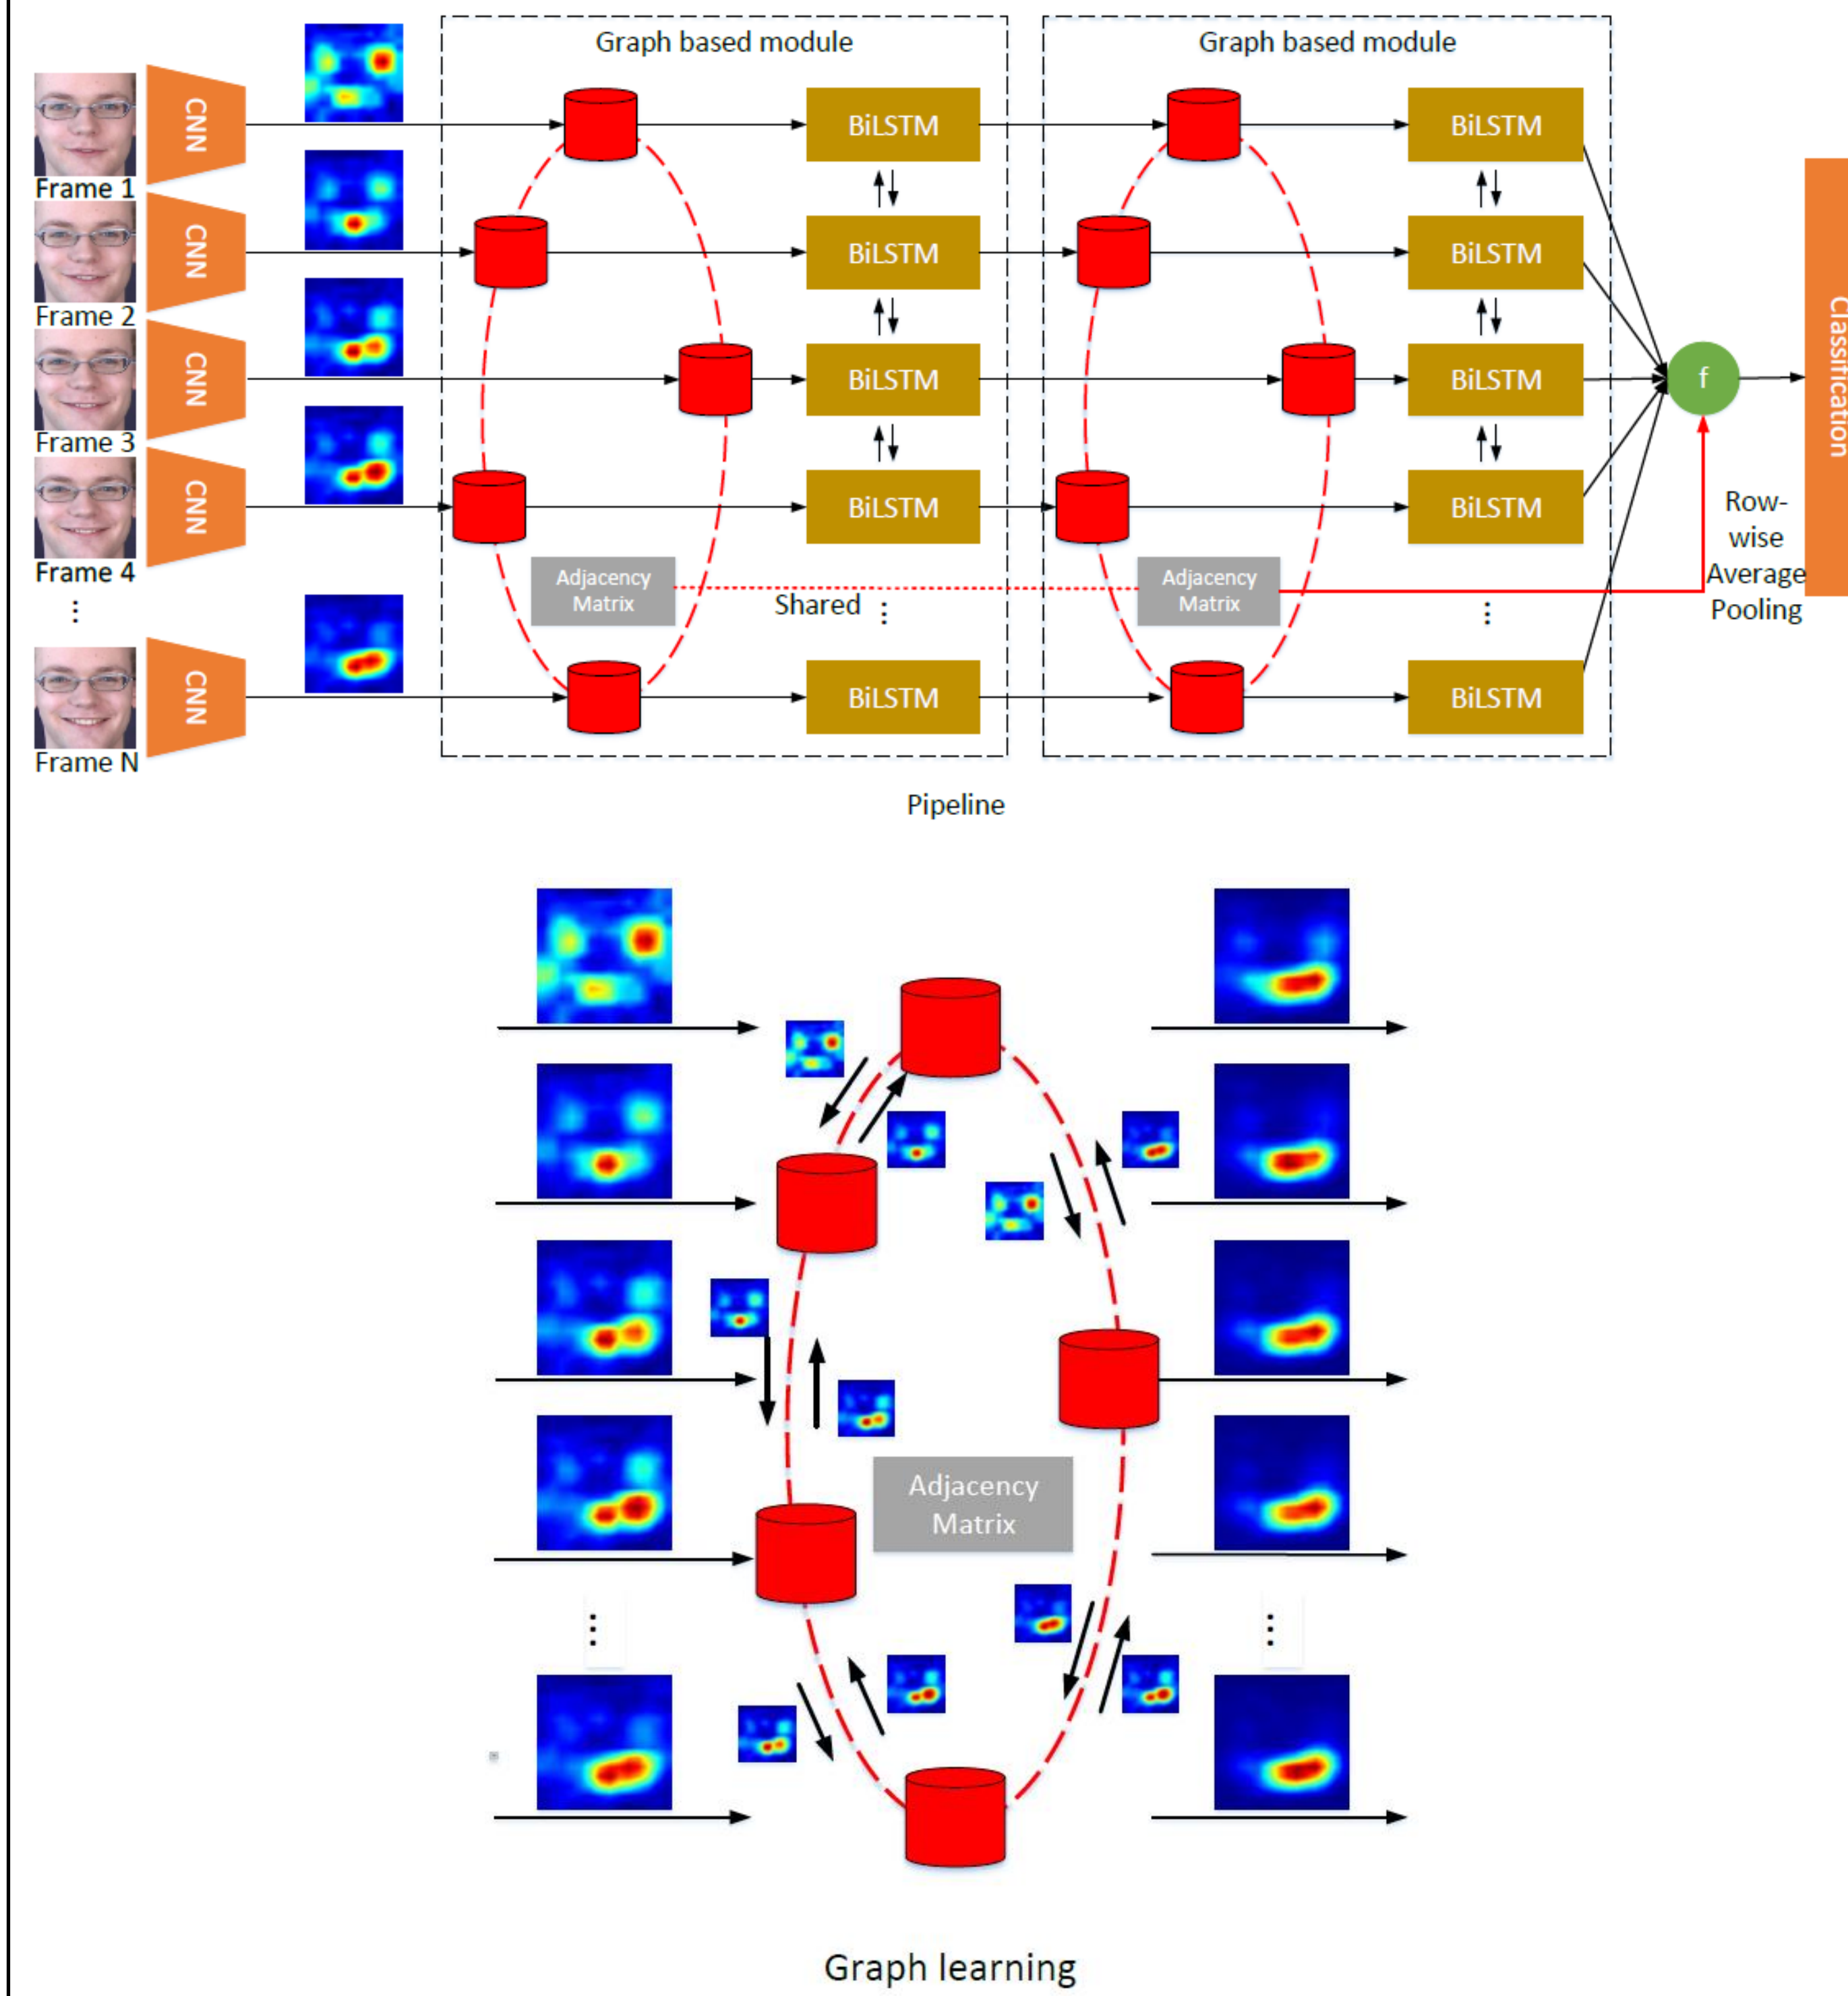 Graph based module
Graph based module
CNN
BiLSTM
BiLSTM
Frame 1
CNN
BiLSTM
BiLSTM
Frame 2
CNN
BiLSTM
BiLSTM
f
Classification
Frame 3
CNN
BiLSTM
BiLSTM
Row-
wise
Average
Pooling
Frame 4
Adjacency
Matrix
Shared
Adjacency
Matrix
⋮
⋮
⋮
CNN
BiLSTM
BiLSTM
Frame N
Pipeline
Adjacency
Matrix
⋮
⋮
Graph learning